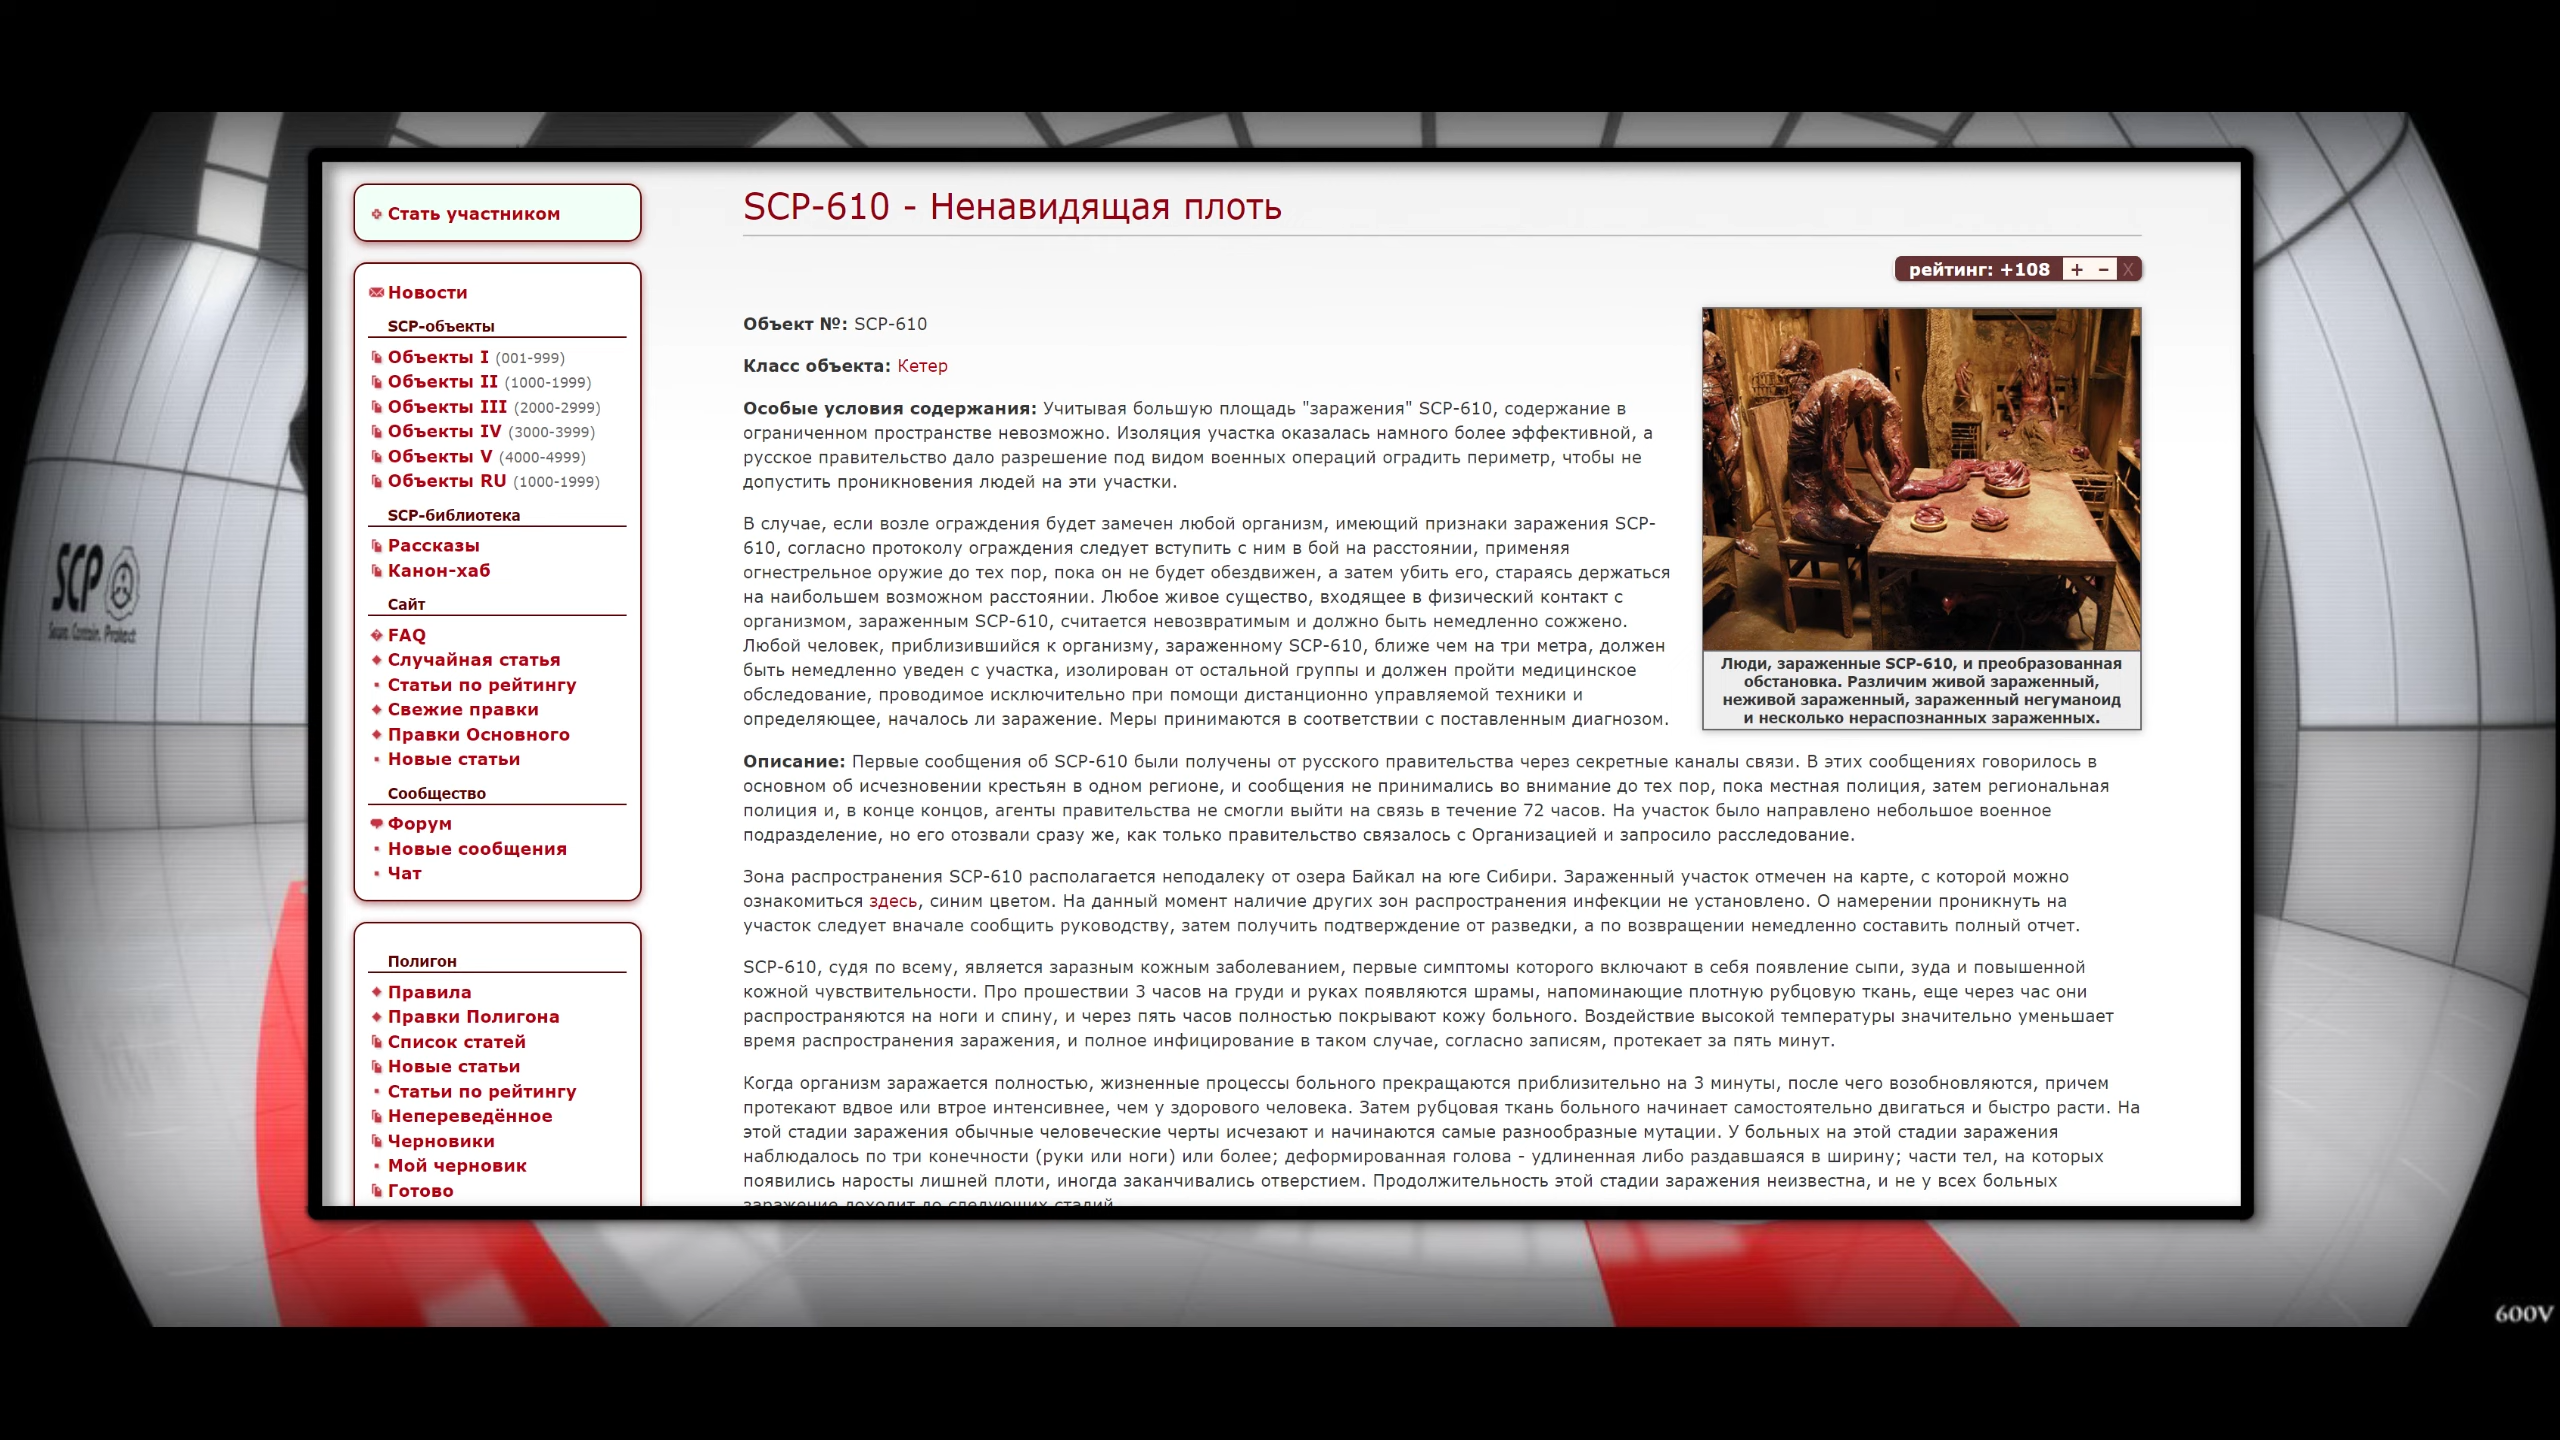 Стать участником
Новости
SCP-объекты
Объекты I (001-999)
Объекты II (1000-1999)
Объекты III (2000-2999)
Объекты IV (3000-3999)
Объекты V (4000-4999)
Объекты RU (1000-1999)
SCP-библиотека
Рассказы
Канон-хаб
Сайт
FAQ
Случайная статья
Статьи по рейтингу
Свежие правки
Правки Основного
Новые статьи
Сообщество
Форум
Новые сообщения
Чат
Полигон
Правила
Правки Полигона
Список статей
Новые статьи
Статьи по рейтингу
Непереведённое
Черновики
Мой черновик
Готово
SCP-610 - Ненавидящая плоть
рейтинг: +108 + − X
Объект №: SCP-610
Класс объекта: Кетер
Особые условия содержания: Учитывая большую площадь "заражения" SCP-610, содержание в
ограниченном пространстве невозможно. Изоляция участка оказалась намного более эффективной, а
русское правительство дало разрешение под видом военных операций оградить периметр, чтобы не
допустить проникновения людей на эти участки.
В случае, если возле ограждения будет замечен любой организм, имеющий признаки заражения SCP-
610, согласно протоколу ограждения следует вступить с ним в бой на расстоянии, применяя
огнестрельное оружие до тех пор, пока он не будет обездвижен, а затем убить его, стараясь держаться
на наибольшем возможном расстоянии. Любое живое существо, входящее в физический контакт с
организмом, зараженным SCP-610, считается невозвратимым и должно быть немедленно сожжено.
Любой человек, приблизившийся к организму, зараженному SCP-610, ближе чем на три метра, должен
быть немедленно уведен с участка, изолирован от остальной группы и должен пройти медицинское
обследование, проводимое исключительно при помощи дистанционно управляемой техники и
определяющее, началось ли заражение. Меры принимаются в соответствии с поставленным диагнозом.
Люди, зараженные SCP-610, и преобразованная
обстановка. Различим живой зараженный,
неживой зараженный, зараженный негуманоид
и несколько нераспознанных зараженных.
Описание: Первые сообщения об SCP-610 были получены от русского правительства через секретные каналы связи. В этих сообщениях говорилось в
основном об исчезновении крестьян в одном регионе, и сообщения не принимались во внимание до тех пор, пока местная полиция, затем региональная
полиция и, в конце концов, агенты правительства не смогли выйти на связь в течение 72 часов. На участок было направлено небольшое военное
подразделение, но его отозвали сразу же, как только правительство связалось с Организацией и запросило расследование.
Зона распространения SCP-610 располагается неподалеку от озера Байкал на юге Сибири. Зараженный участок отмечен на карте, с которой можно
ознакомиться здесь, синим цветом. На данный момент наличие других зон распространения инфекции не установлено. О намерении проникнуть на
участок следует вначале сообщить руководству, затем получить подтверждение от разведки, а по возвращении немедленно составить полный отчет.
SCP-610, судя по всему, является заразным кожным заболеванием, первые симптомы которого включают в себя появление сыпи, зуда и повышенной
кожной чувствительности. Про прошествии 3 часов на груди и руках появляются шрамы, напоминающие плотную рубцовую ткань, еще через час они
распространяются на ноги и спину, и через пять часов полностью покрывают кожу больного. Воздействие высокой температуры значительно уменьшает
время распространения заражения, и полное инфицирование в таком случае, согласно записям, протекает за пять минут.
Когда организм заражается полностью, жизненные процессы больного прекращаются приблизительно на 3 минуты, после чего возобновляются, причем
протекают вдвое или втрое интенсивнее, чем у здорового человека. Затем рубцовая ткань больного начинает самостоятельно двигаться и быстро расти. На
этой стадии заражения обычные человеческие черты исчезают и начинаются самые разнообразные мутации. У больных на этой стадии заражения
наблюдалось по три конечности (руки или ноги) или более; деформированная голова - удлиненная либо раздавшаяся в ширину; части тел, на которых
появились наросты лишней плоти, иногда заканчивались отверстием. Продолжительность этой стадии заражения неизвестна, и не у всех больных
заражение доходит до следующих стадий.
SCP
Secure. Contain. Protect
600V